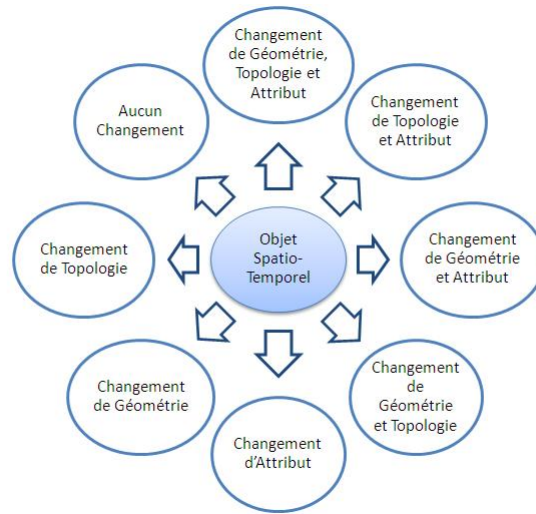 Changement
de Géométrie,
Topologie et
Attribut
Aucun
Changement
Changement
de Topologie
et Attribut
Changement
de Topologie
Objet
Spatio-
Temporel
Changement
de Géométrie
et Attribut
Changement
de Géométrie
Changement
de
Géométrie
et Topologie
Changement
d'Attribut